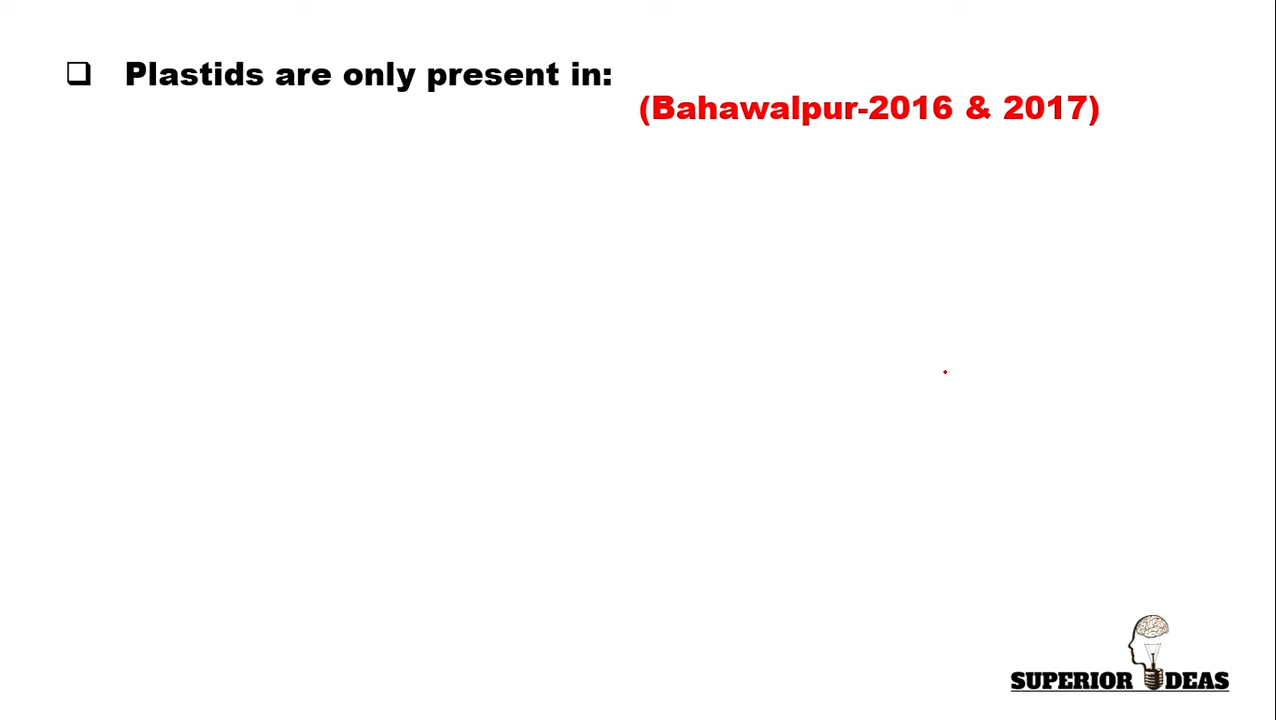 ❑ Plastids are only present in:
(Bahawalpur-2016 & 2017)
SUPERIOR IDEAS